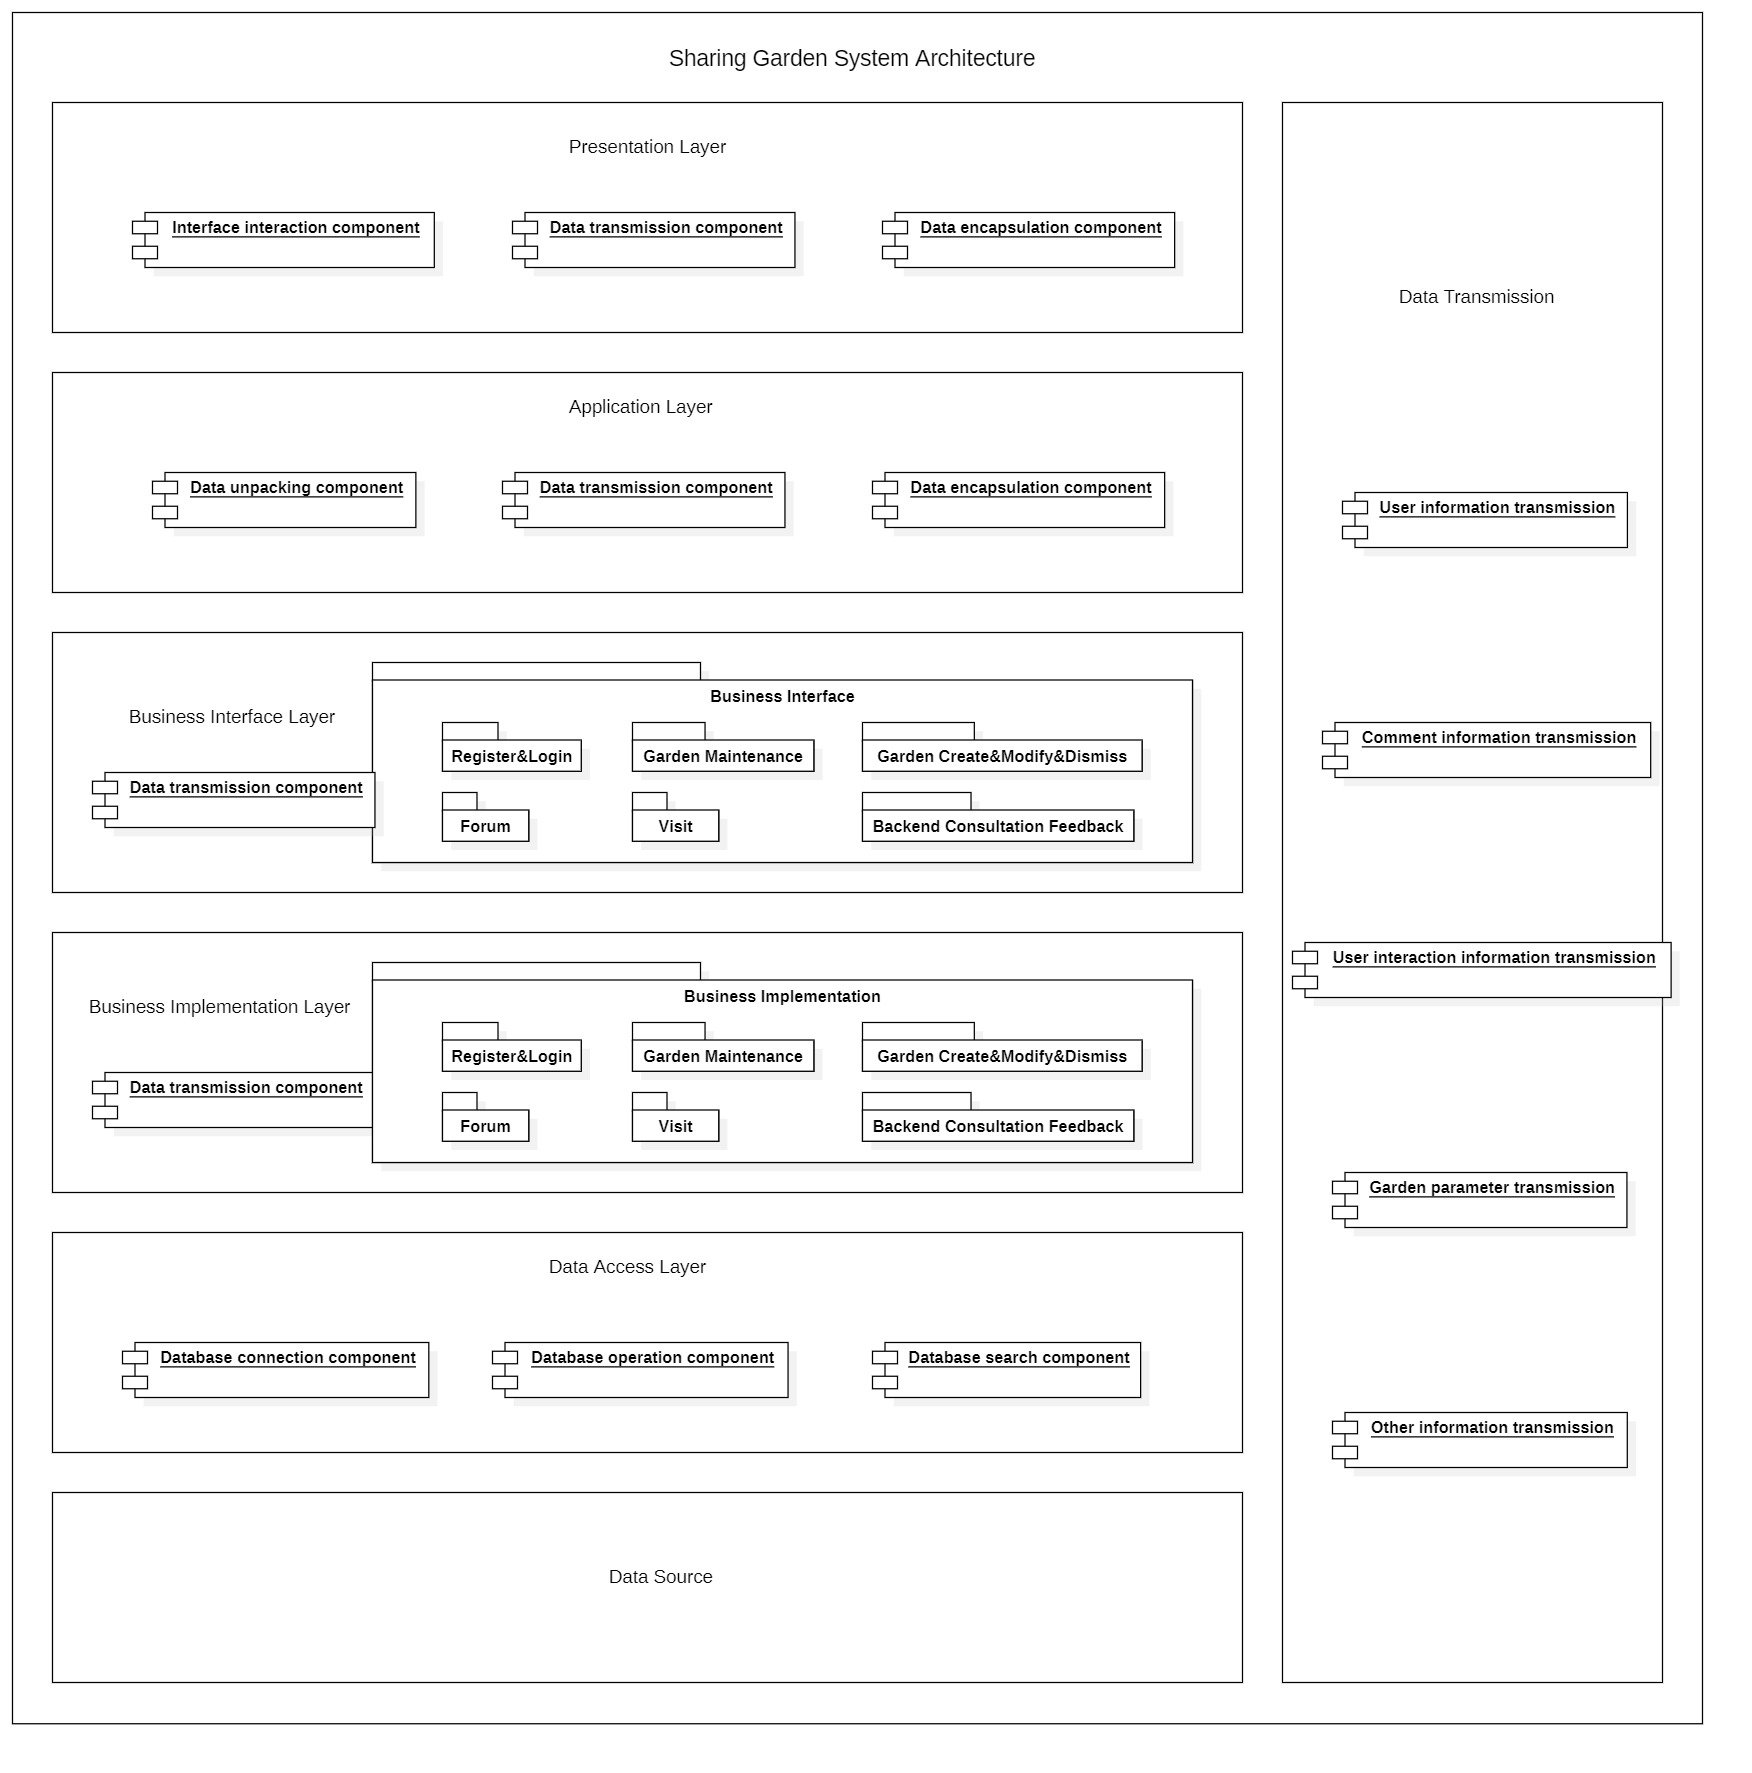 Sharing Garden System Architecture
Presentation Layer
Interface interaction component
Data transmission component
Data encapsulation component
Application Layer
Data unpacking component
Data transmission component
Data encapsulation component
Business Interface Layer
Data transmission component
Business Interface
Register&Login
Garden Maintenance
Garden Create&Modify&Dismiss
Forum
Visit
Backend Consultation Feedback
Business Implementation Layer
Data transmission component
Business Implementation
Register&Login
Garden Maintenance
Garden Create&Modify&Dismiss
Forum
Visit
Backend Consultation Feedback
Data Access Layer
Database connection component
Database operation component
Database search component
Data Source
Data Transmission
User information transmission
Comment information transmission
User interaction information transmission
Garden parameter transmission
Other information transmission